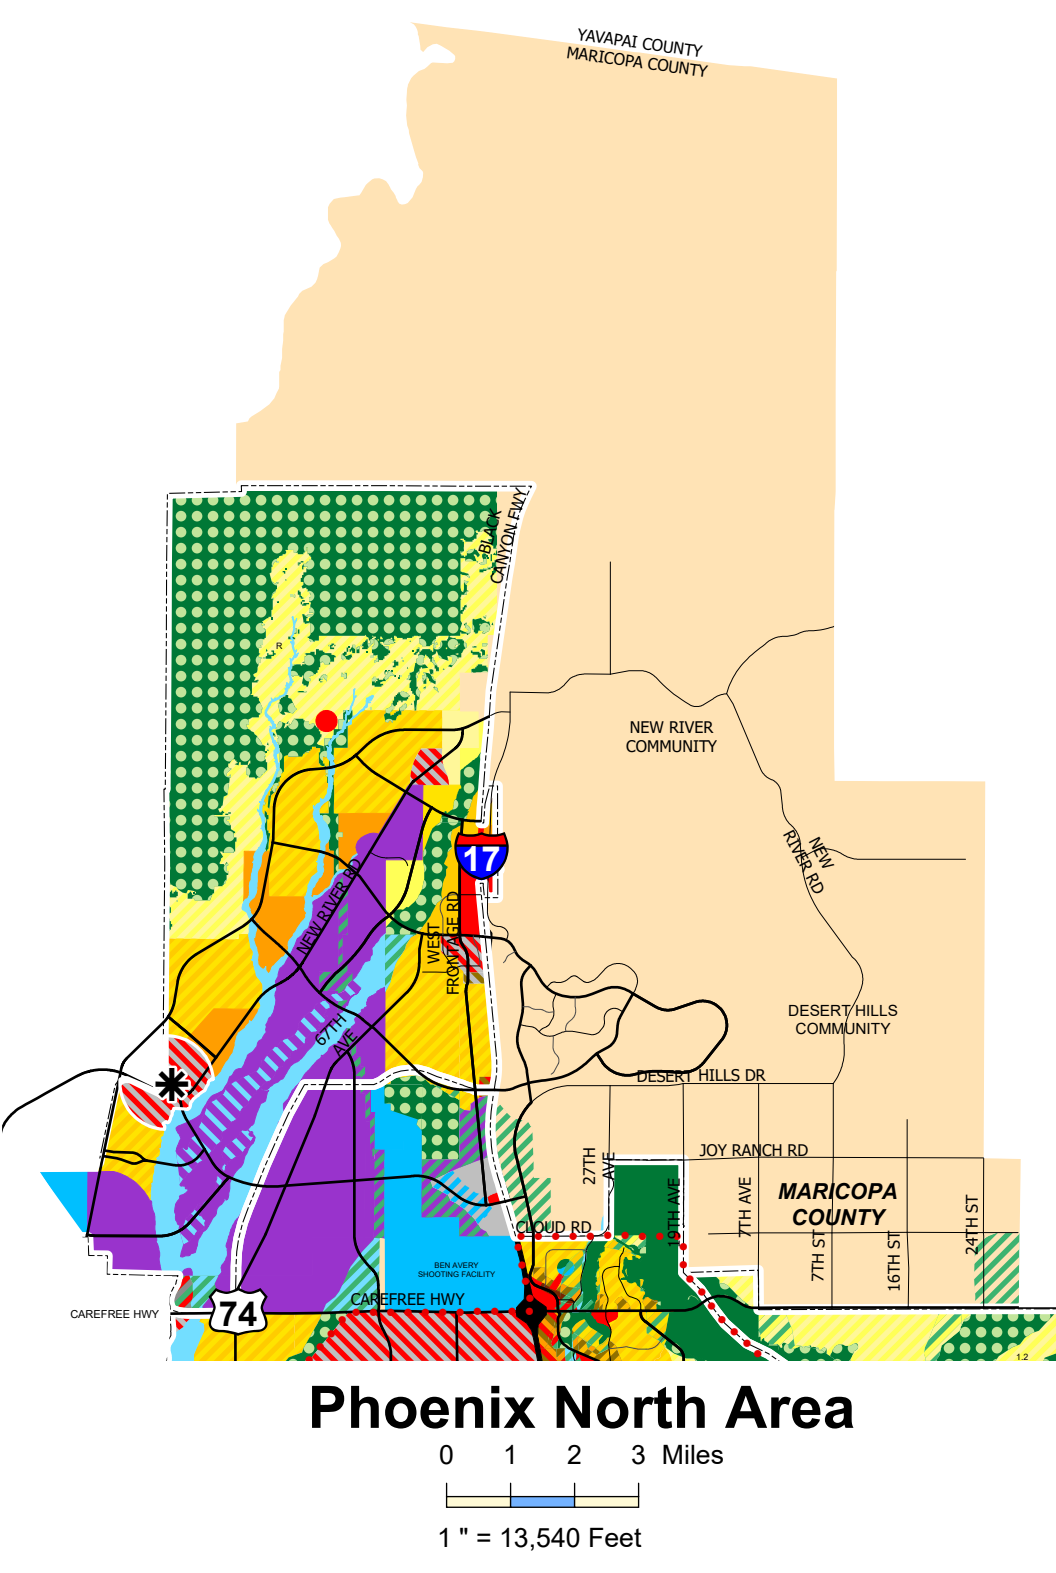 YAVAPAI COUNTY
MARICOPA COUNTY
BLACK
CANYON FWY
R
NEW RIVER
COMMUNITY
NEW
RIVER RD
17
NEW RIVER RD
WEST
FRONTAGE RD
67TH
AVE
DESERT HILLS
COMMUNITY
DESERT HILLS DR
JOY RANCH RD
27TH
AVE
19TH AVE
7TH AVE
MARICOPA
COUNTY
7TH ST
16TH ST
24TH ST
CLOUD RD
BEN AVERY
SHOOTING FACILITY
CAREFREE HWY
74
CAREFREE HWY
1.2
Phoenix North Area
0 1 2 3 Miles
1 " = 13,540 Feet